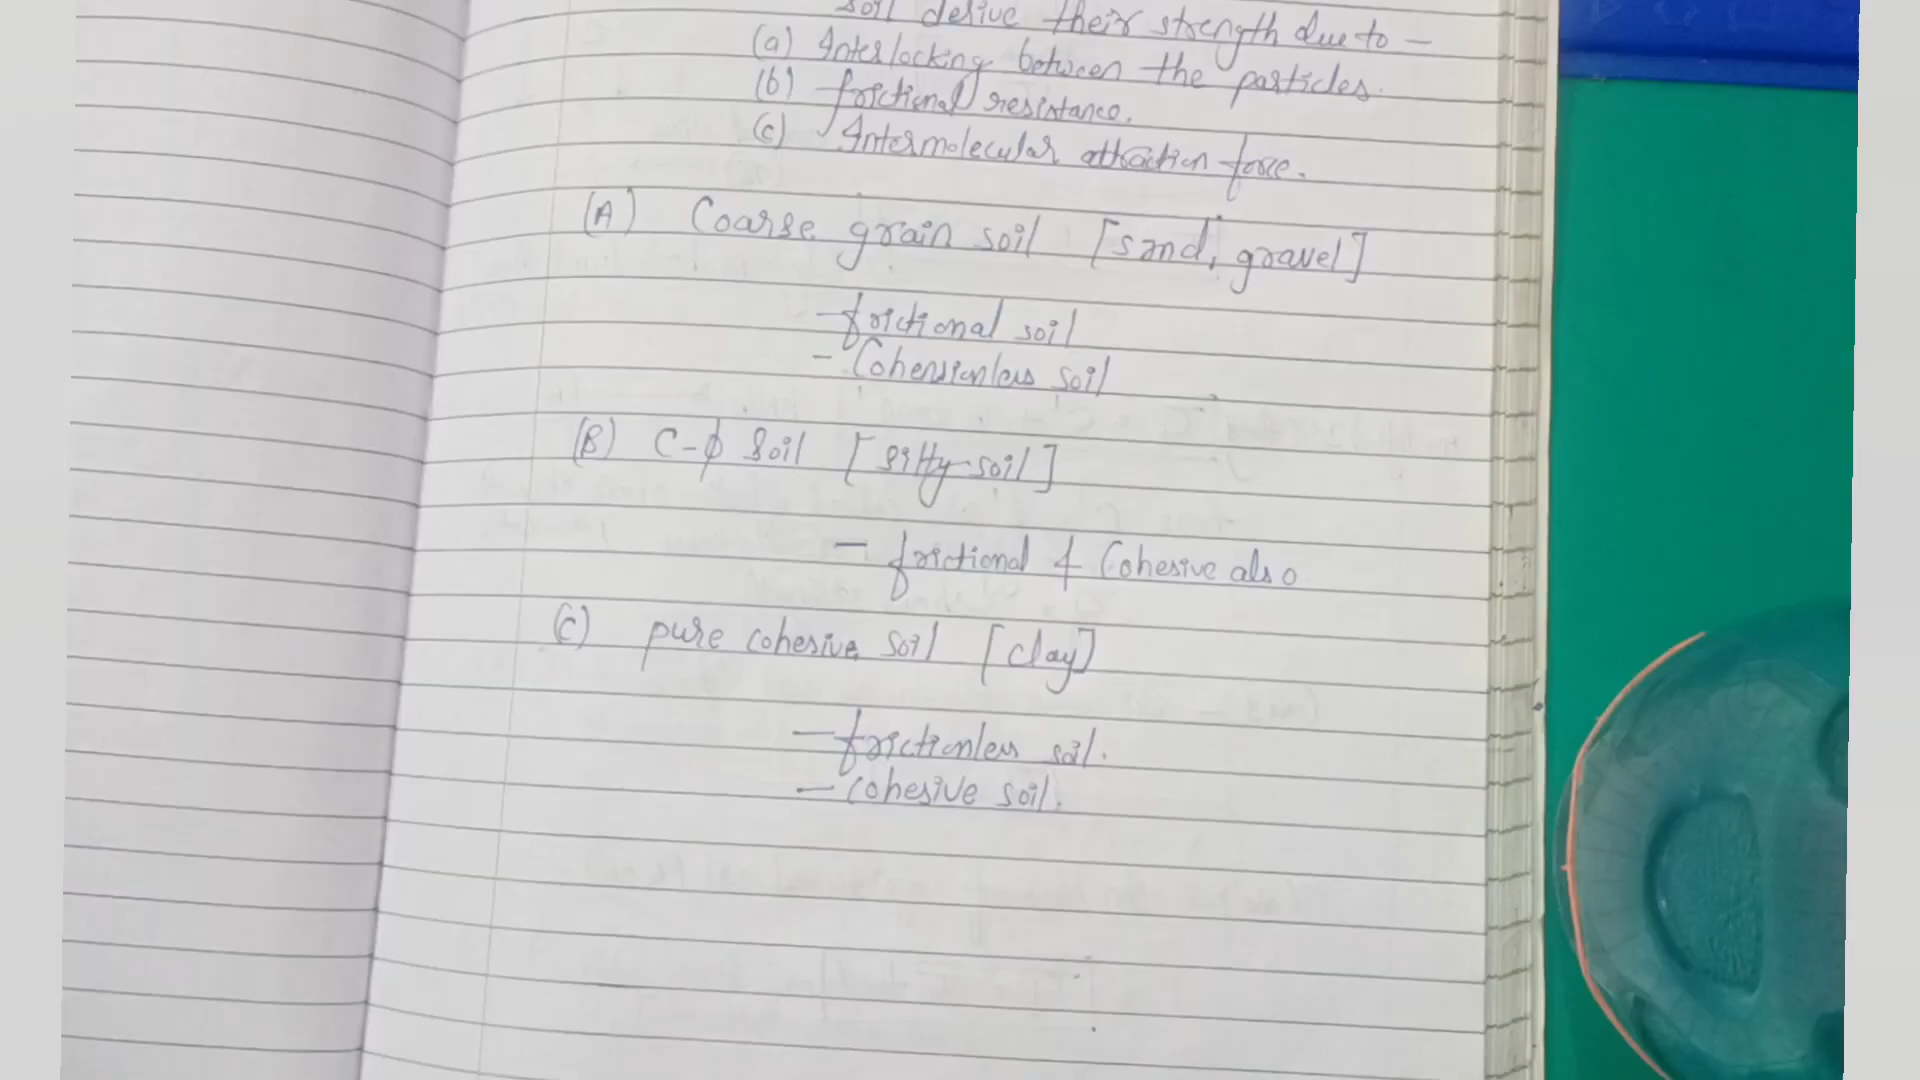 soil derive their strength due to -
(a) Interlocking between the particles.
(b) frictional resistance.
(c) Intermolecular attraction force.
(A) Coarse grain soil [sand, gravel]
- frictional soil
- Cohensionless soil
(B) C-ϕ Soil [silty soil]
- frictional & Cohesive also
(C) pure cohesive soil [clay]
- frictionless soil.
- Cohesive soil.